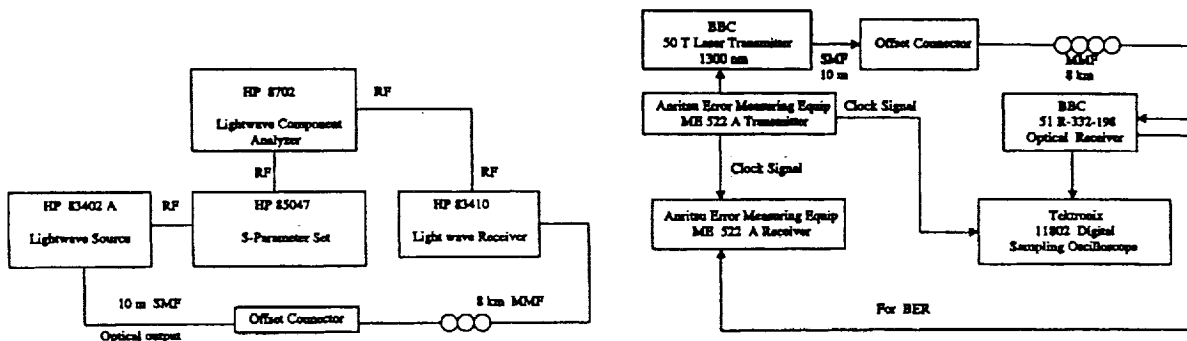 HP 8702
Lightwave Component
Analyzer
RF
RF
HP 83402 A
Lightwave Source
RF
HP 85047
S-Parameter Set
HP 83410
Light wave Receiver
RF
10 m SMF
Optical output
Offset Connector
8 km MMF
BBC
50 T Laser Transmitter
1300 nm
SMF
10 m
Offset Connector
MMF
8 km
Anritsu Error Measuring Equip
ME 522 A Transmitter
Clock Signal
BBC
51 R-332-198
Optical Receiver
Clock Signal
Anritsu Error Measuring Equip
ME 522 A Receiver
Tektronix
11802 Digital
Sampling Oscilloscope
For BER